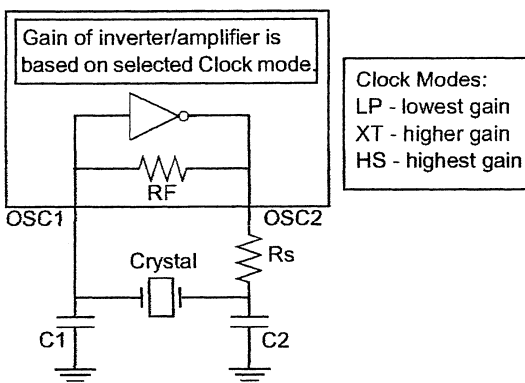 Gain of inverter/amplifier is
based on selected Clock mode.
Clock Modes:
LP - lowest gain
XT - higher gain
HS - highest gain
RF
OSC1
OSC2
Rs
Crystal
C1
C2